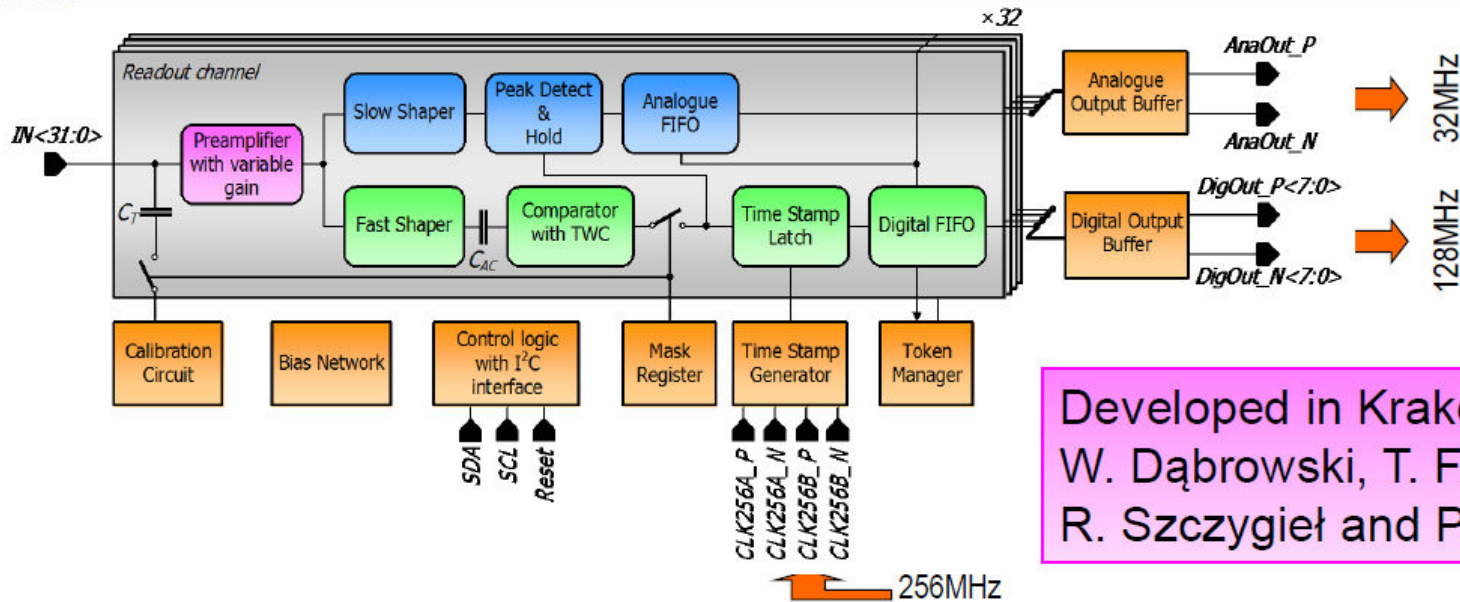 ×32
Readout channel
IN<31:0>
Preamplifier
with variable
gain
C_T
Slow Shaper
Peak Detect
&
Hold
Analogue
FIFO
Fast Shaper
C_AC
Comparator
with TWC
Time Stamp
Latch
Digital FIFO
Analogue
Output Buffer
AnaOut_P
AnaOut_N
32MHz
Digital Output
Buffer
DigOut_P<7:0>
DigOut_N<7:0>
128MHz
Calibration
Circuit
Bias Network
Control logic
with I²C
interface
Mask
Register
Time Stamp
Generator
Token
Manager
SDA
SCL
Reset
CLK256A_P
CLK256A_N
CLK256B_P
CLK256B_N
256MHz
Developed in Krak
W. Dąbrowski, T. F
R. Szczygieł and P